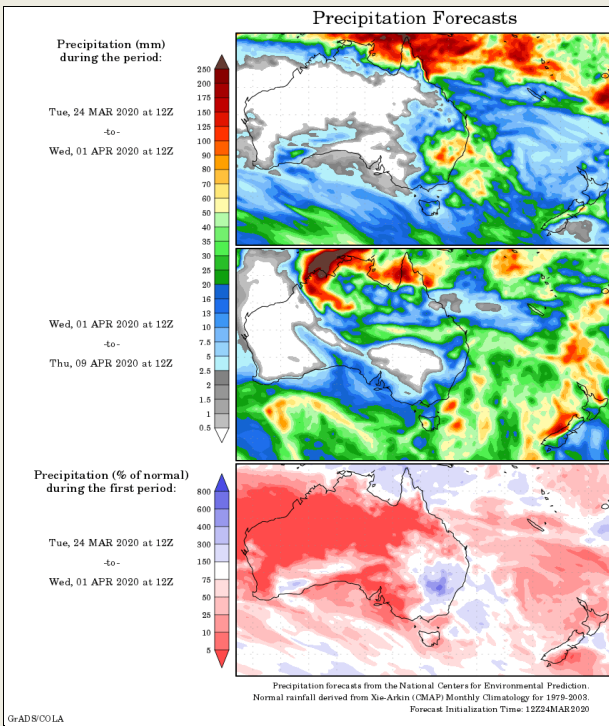 Precipitation Forecasts
Precipitation (mm)
during the period:
Tue, 24 MAR 2020 at 12Z
-to-
Wed, 01 APR 2020 at 12Z
250
200
175
150
125
100
90
80
70
60
50
40
35
30
25
20
16
13
10
7.5
5
2.5
2
1.5
1
0.5
Wed, 01 APR 2020 at 12Z
-to-
Thu, 09 APR 2020 at 12Z
Precipitation (% of normal)
during the first period:
Tue, 24 MAR 2020 at 12Z
-to-
Wed, 01 APR 2020 at 12Z
800
600
400
300
150
75
50
25
10
5
Precipitation forecasts from the National Centers for Environmental Prediction.
Normal rainfall derived from Xie-Arkin (CMAP) Monthly Climatology for 1979-2003.
Forecast Initialization Time: 12Z24MAR2020
GrADS/COLA